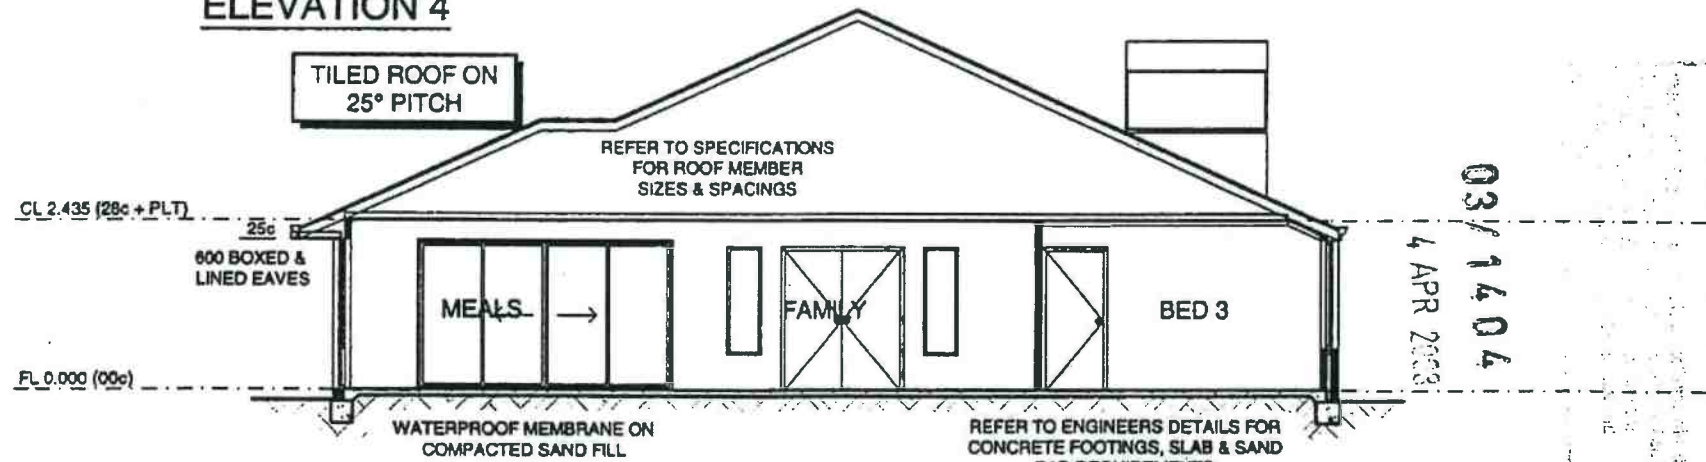 ELEVATION 4
TILED ROOF ON
25° PITCH
REFER TO SPECIFICATIONS
FOR ROOF MEMBER
SIZES & SPACINGS
CL 2.435 (28c + PLT)
25c
600 BOXED &
LINED EAVES
MEALS
FAMILY
BED 3
FL 0.000 (00c)
WATERPROOF MEMBRANE ON
COMPACTED SAND FILL
REFER TO ENGINEERS DETAILS FOR
CONCRETE FOOTINGS, SLAB & SAND
03/1404
4 APR 2003